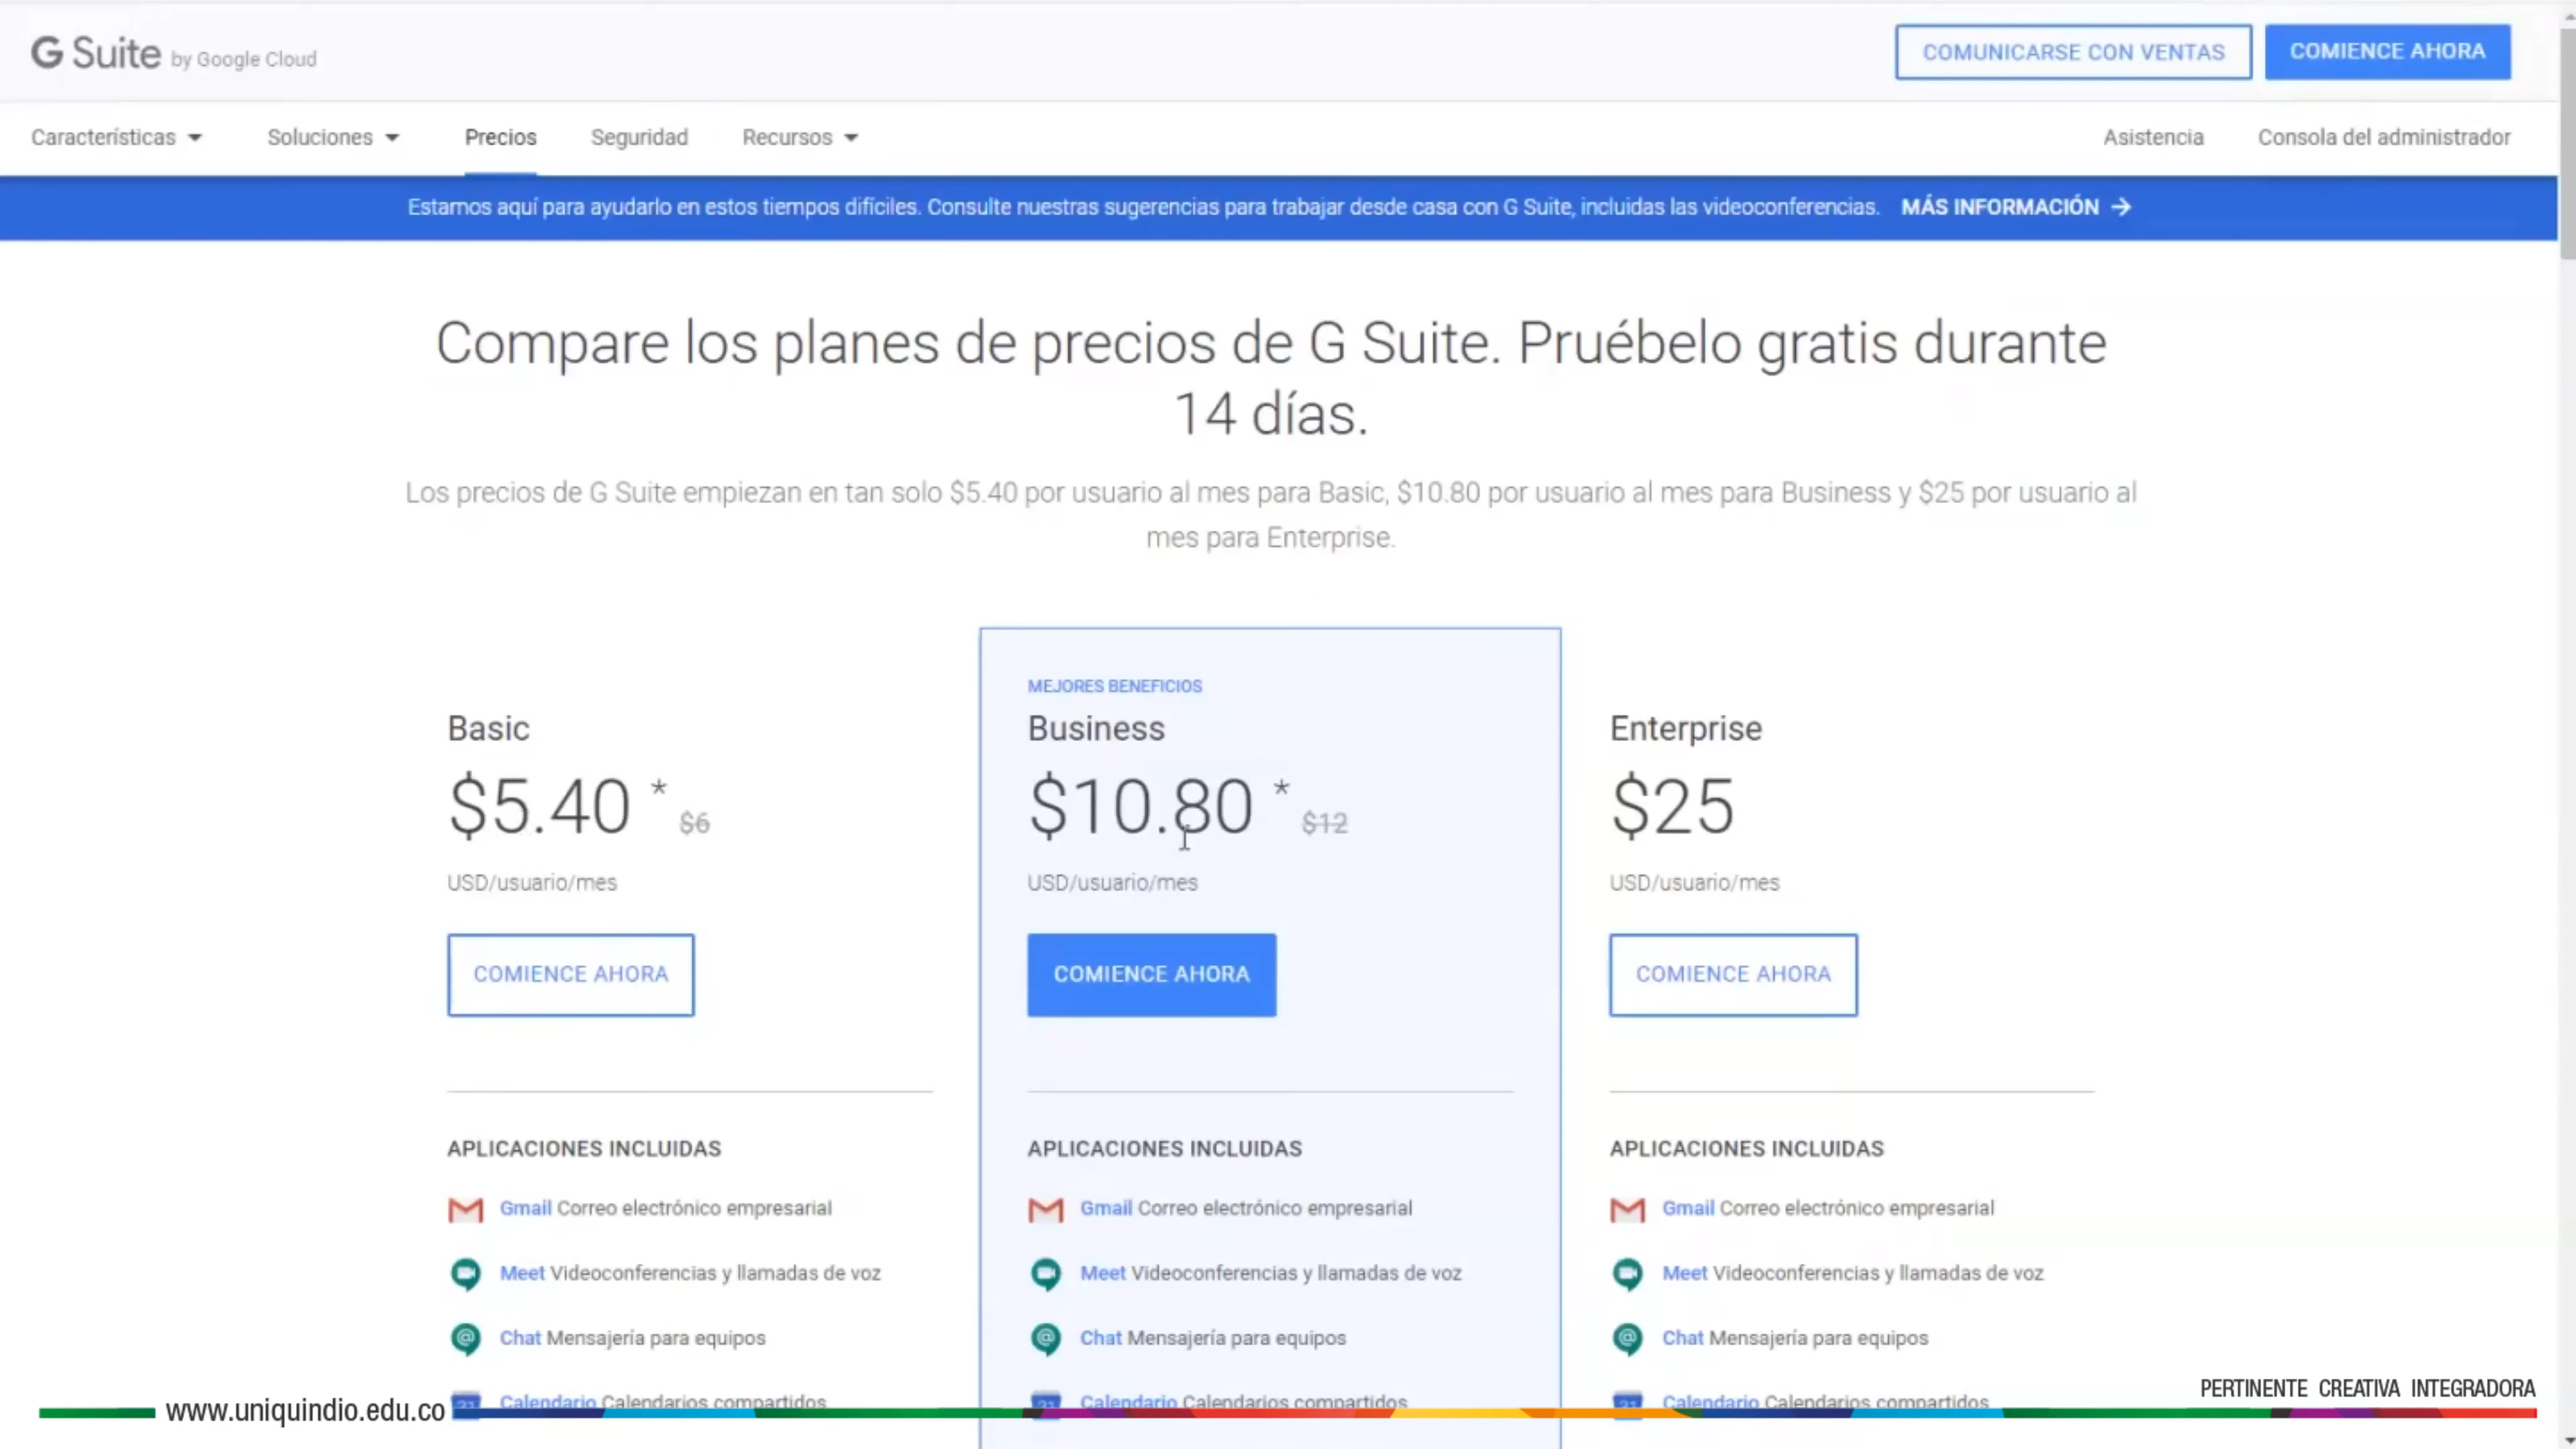 G Suite by Google Cloud
COMUNICARSE CON VENTAS
COMIENCE AHORA
Características
Soluciones
Precios
Seguridad
Recursos
Asistencia
Consola del administrador
Estamos aquí para ayudarlo en estos tiempos difíciles. Consulte nuestras sugerencias para trabajar desde casa con G Suite, incluidas las videoconferencias. MÁS INFORMACIÓN →
Compare los planes de precios de G Suite. Pruébelo gratis durante
14 días.
Los precios de G Suite empiezan en tan solo $5.40 por usuario al mes para Basic, $10.80 por usuario al mes para Business y $25 por usuario al
mes para Enterprise.
Basic
$5.40 * $6
USD/usuario/mes
COMIENCE AHORA
APLICACIONES INCLUIDAS
Gmail Correo electrónico empresarial
Meet Videoconferencias y llamadas de voz
Chat Mensajería para equipos
Calendario Calendarios compartidos
MEJORES BENEFICIOS
Business
$10.80 * $12
USD/usuario/mes
COMIENCE AHORA
APLICACIONES INCLUIDAS
Gmail Correo electrónico empresarial
Meet Videoconferencias y llamadas de voz
Chat Mensajería para equipos
Calendario Calendarios compartidos
Enterprise
$25
USD/usuario/mes
COMIENCE AHORA
APLICACIONES INCLUIDAS
Gmail Correo electrónico empresarial
Meet Videoconferencias y llamadas de voz
Chat Mensajería para equipos
Calendario Calendarios compartidos
PERTINENTE CREATIVA INTEGRADORA
www.uniquindio.edu.co